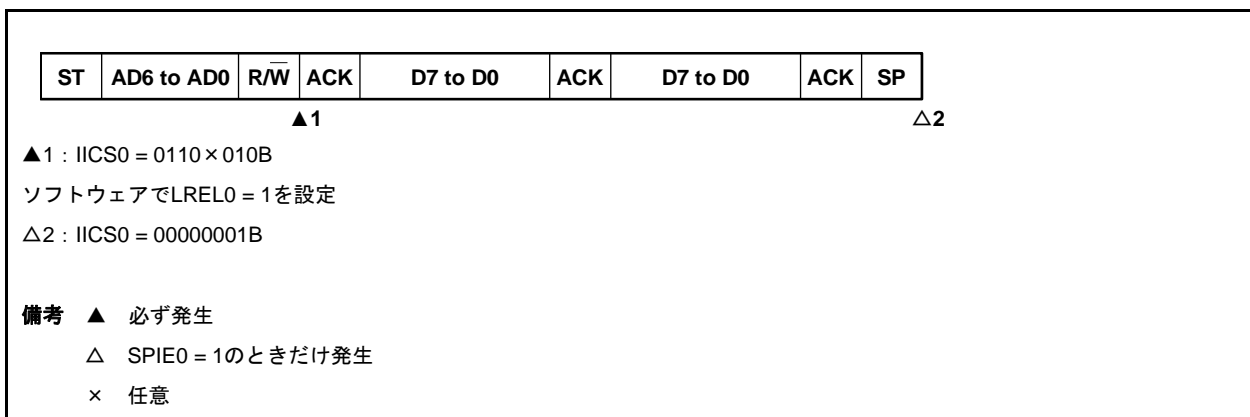 ST AD6 to AD0 R/W̅ ACK D7 to D0 ACK D7 to D0 ACK SP
▲1 △2
▲1:IICS0 = 0110×010B
ソフトウェアでLREL0 = 1を設定
△2:IICS0 = 00000001B
備考 ▲ 必ず発生
△ SPIE0 = 1のときだけ発生
× 任意